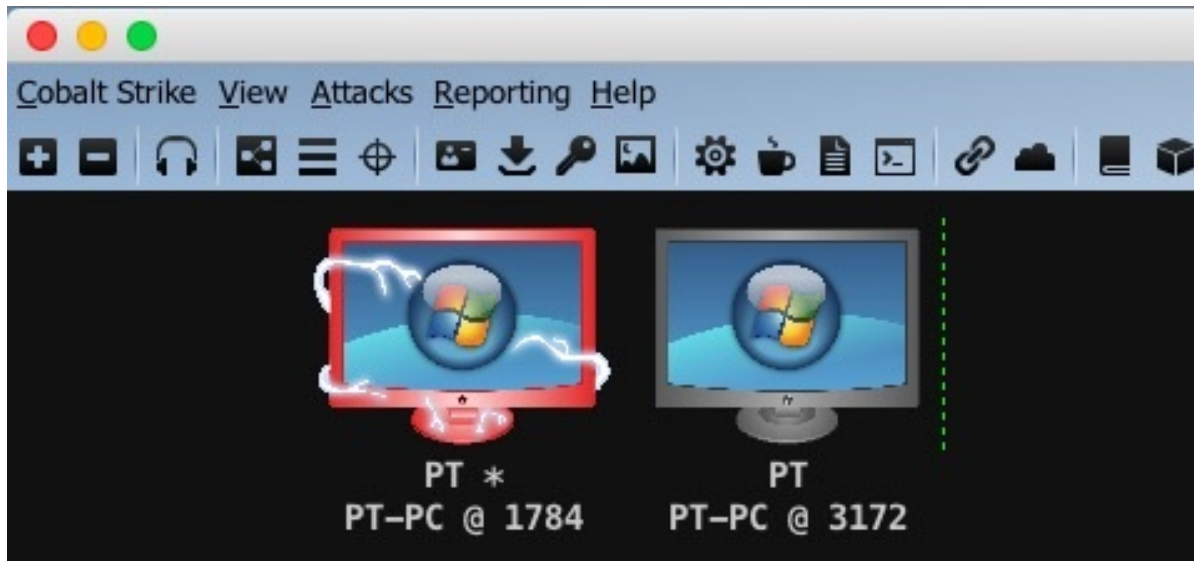 Cobalt Strike View Attacks Reporting Help
PT * PT
PT-PC @ 1784 PT-PC @ 3172